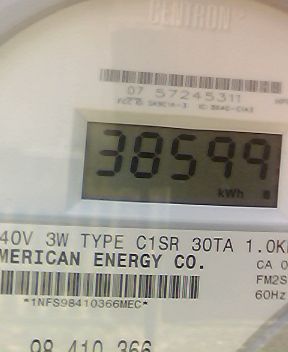 CENTRON
07 57245311
38599
kWh
40V 3W TYPE C1SR 30TA 1.0K
MERICAN ENERGY CO.
CA 0
FM2S
60Hz
*1NFS98410366MEC*
98 410 366